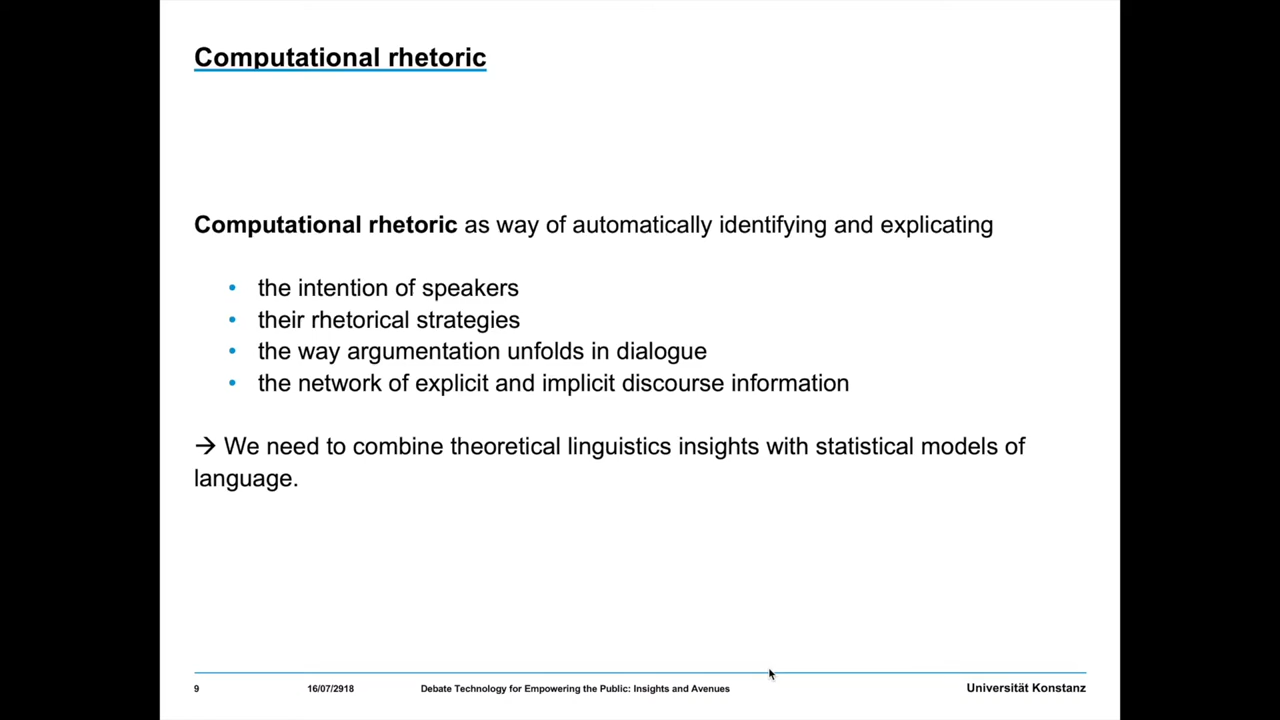 Computational rhetoric
Computational rhetoric as way of automatically identifying and explicating
• the intention of speakers
• their rhetorical strategies
• the way argumentation unfolds in dialogue
• the network of explicit and implicit discourse information
→ We need to combine theoretical linguistics insights with statistical models of
language.
9 16/07/2918 Debate Technology for Empowering the Public: Insights and Avenues Universität Konstanz